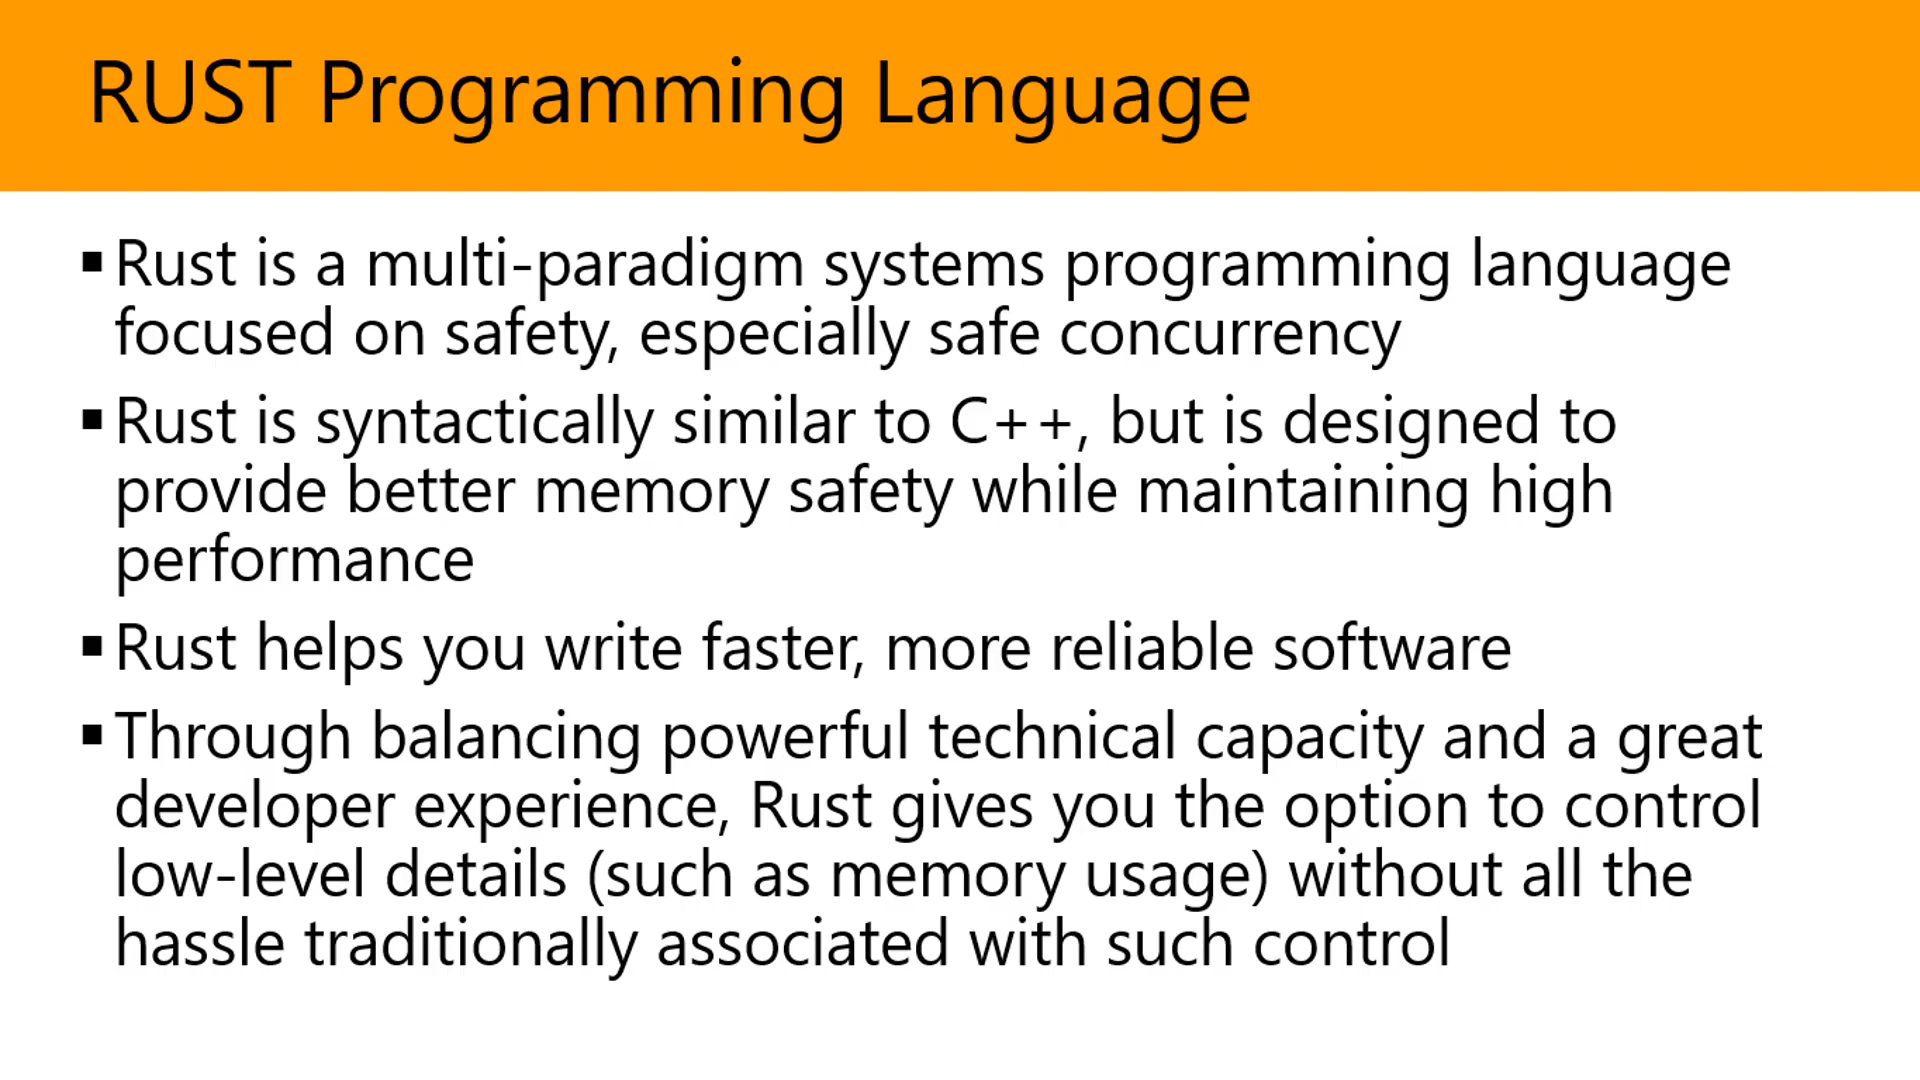 RUST Programming Language
▪ Rust is a multi-paradigm systems programming language
focused on safety, especially safe concurrency
▪ Rust is syntactically similar to C++, but is designed to
provide better memory safety while maintaining high
performance
▪ Rust helps you write faster, more reliable software
▪ Through balancing powerful technical capacity and a great
developer experience, Rust gives you the option to control
low-level details (such as memory usage) without all the
hassle traditionally associated with such control